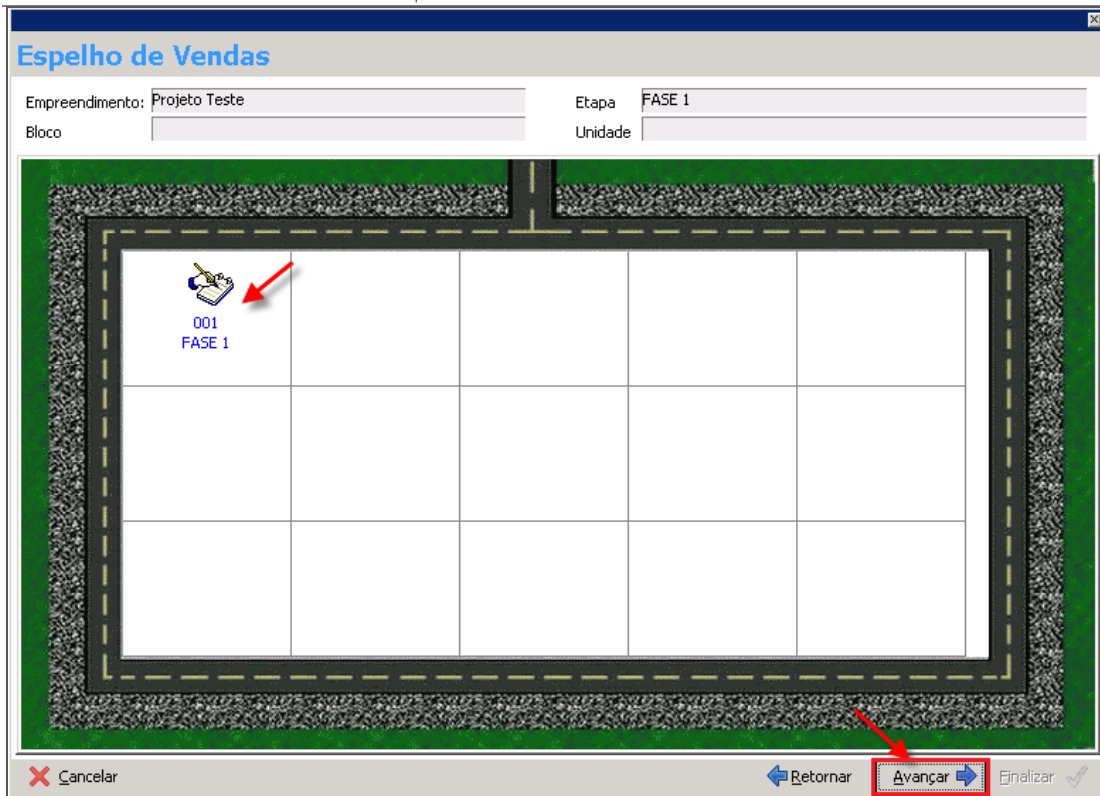 Espelho de Vendas
Empreendimento: Projeto Teste
Etapa FASE 1
Bloco
Unidade
001
FASE 1
Cancelar
Retornar
Avançar
Finalizar